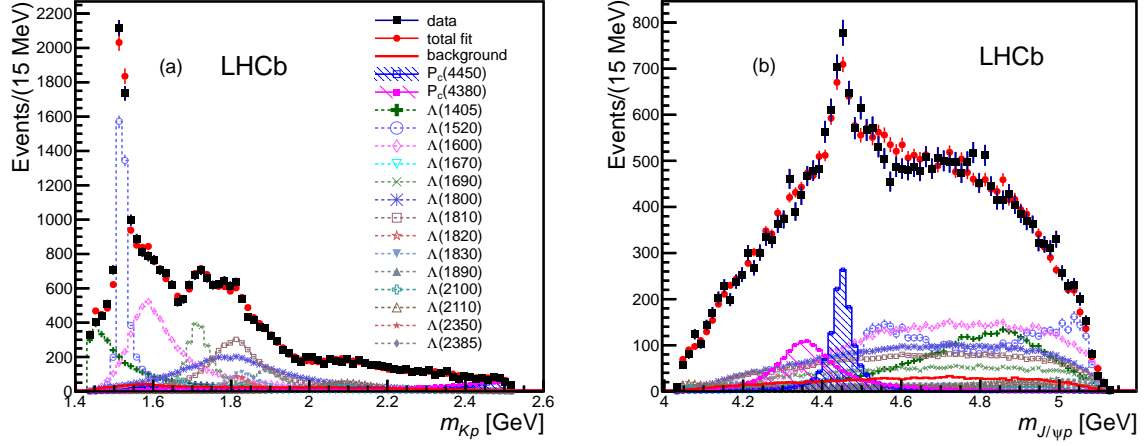 Events/(15 MeV)
2200
2000
1800
1600
1400
1200
1000
800
600
400
200
0
1.4 1.6 1.8 2 2.2 2.4 2.6
m_{Kp} [GeV]
(a)
LHCb
data
total fit
background
P_c(4450)
P_c(4380)
Λ(1405)
Λ(1520)
Λ(1600)
Λ(1670)
Λ(1690)
Λ(1800)
Λ(1810)
Λ(1820)
Λ(1830)
Λ(1890)
Λ(2100)
Λ(2110)
Λ(2350)
Λ(2385)
Events/(15 MeV)
800
700
600
500
400
300
200
100
0
4 4.2 4.4 4.6 4.8 5
m_{J/ψp} [GeV]
(b)
LHCb